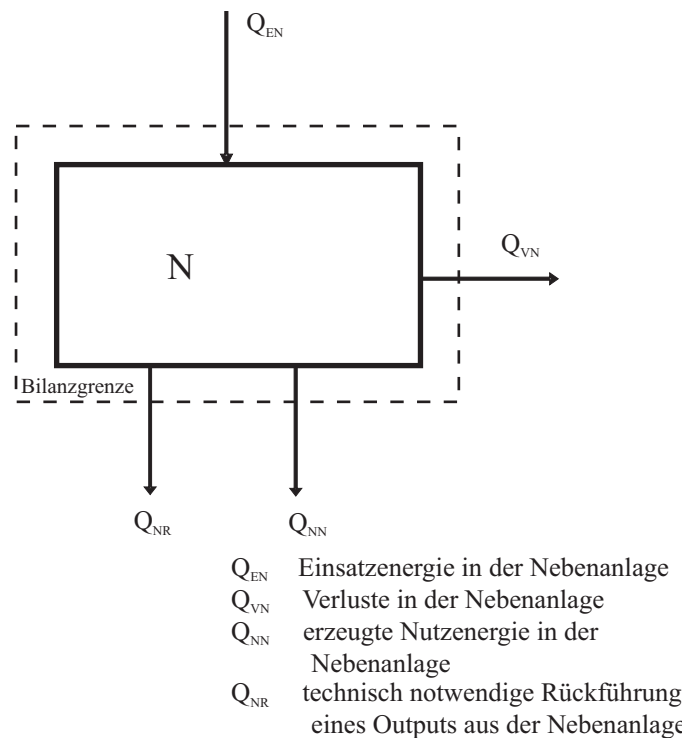 Q_EN
N
Q_VN
Bilanzgrenze
Q_NR Q_NN
Q_EN Einsatzenergie in der Nebenanlage
Q_VN Verluste in der Nebenanlage
Q_NN erzeugte Nutzenergie in der
Nebenanlage
Q_NR technisch notwendige Rückführung
eines Outputs aus der Nebenanlage